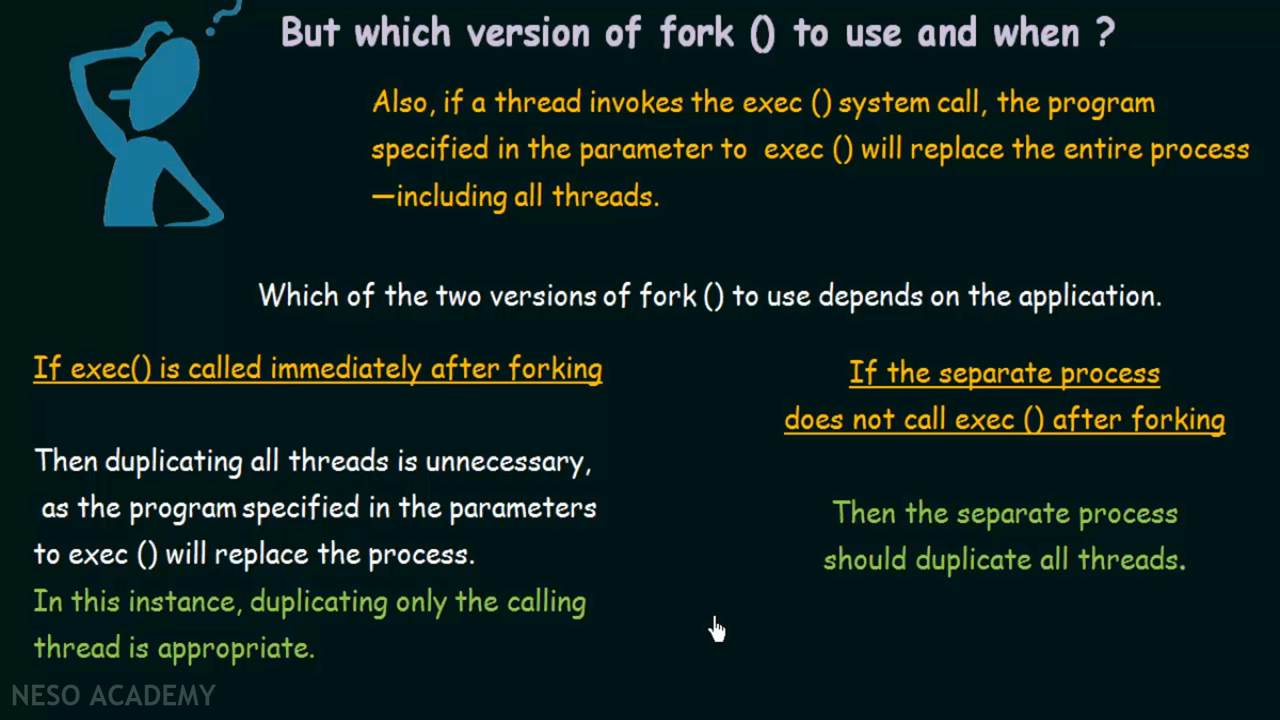 But which version of fork () to use and when ?
Also, if a thread invokes the exec () system call, the program
specified in the parameter to exec () will replace the entire process
—including all threads.
Which of the two versions of fork () to use depends on the application.
If exec() is called immediately after forking
Then duplicating all threads is unnecessary,
as the program specified in the parameters
to exec () will replace the process.
In this instance, duplicating only the calling
thread is appropriate.
If the separate process
does not call exec () after forking
Then the separate process
should duplicate all threads.
NESO ACADEMY